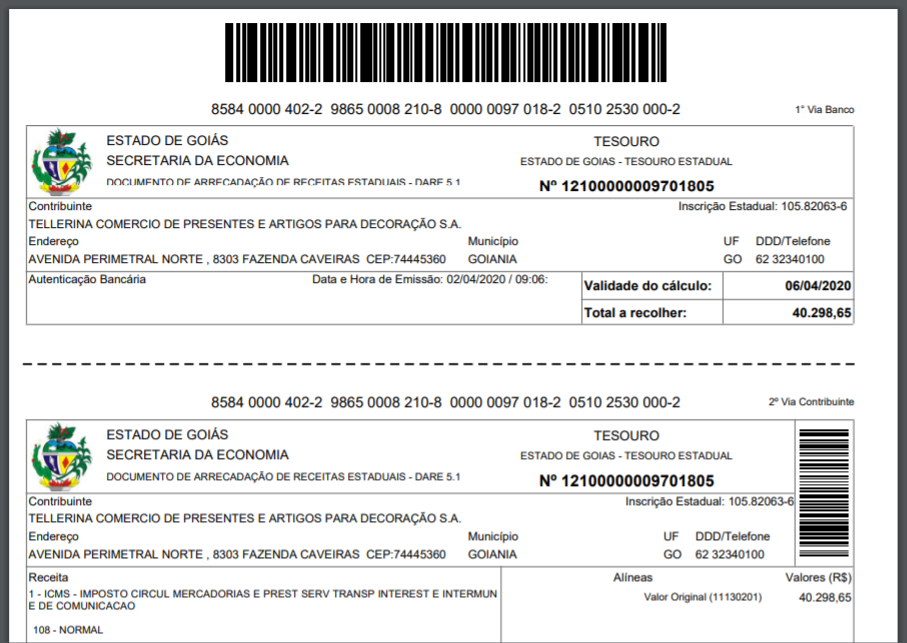 8584 0000 402-2 9865 0008 210-8 0000 0097 018-2 0510 2530 000-2
1° Via Banco
ESTADO DE GOIÁS
TESOURO
SECRETARIA DA ECONOMIA
ESTADO DE GOIAS - TESOURO ESTADUAL
DOCUMENTO DE ARRECADAÇÃO DE RECEITAS ESTADUAIS - DARE 5.1
Nº 12100000009701805
Contribuinte
Inscrição Estadual: 105.82063-6
TELLERINA COMERCIO DE PRESENTES E ARTIGOS PARA DECORAÇÃO S.A.
Endereço Município UF DDD/Telefone
AVENIDA PERIMETRAL NORTE , 8303 FAZENDA CAVEIRAS CEP:74445360 GOIANIA GO 62 32340100
Autenticação Bancária Data e Hora de Emissão: 02/04/2020 / 09:06:
Validade do cálculo: 06/04/2020
Total a recolher: 40.298,65
8584 0000 402-2 9865 0008 210-8 0000 0097 018-2 0510 2530 000-2
2º Via Contribuinte
ESTADO DE GOIÁS
TESOURO
SECRETARIA DA ECONOMIA
ESTADO DE GOIAS - TESOURO ESTADUAL
DOCUMENTO DE ARRECADAÇÃO DE RECEITAS ESTADUAIS - DARE 5.1
Nº 12100000009701805
Contribuinte
Inscrição Estadual: 105.82063-6
TELLERINA COMERCIO DE PRESENTES E ARTIGOS PARA DECORAÇÃO S.A.
Endereço Município UF DDD/Telefone
AVENIDA PERIMETRAL NORTE , 8303 FAZENDA CAVEIRAS CEP:74445360 GOIANIA GO 62 32340100
Receita Alíneas Valores (R$)
1 - ICMS - IMPOSTO CIRCUL MERCADORIAS E PREST SERV TRANSP INTEREST E INTERMUN
Valor Original (11130201) 40.298,65
E DE COMUNICACAO
108 - NORMAL